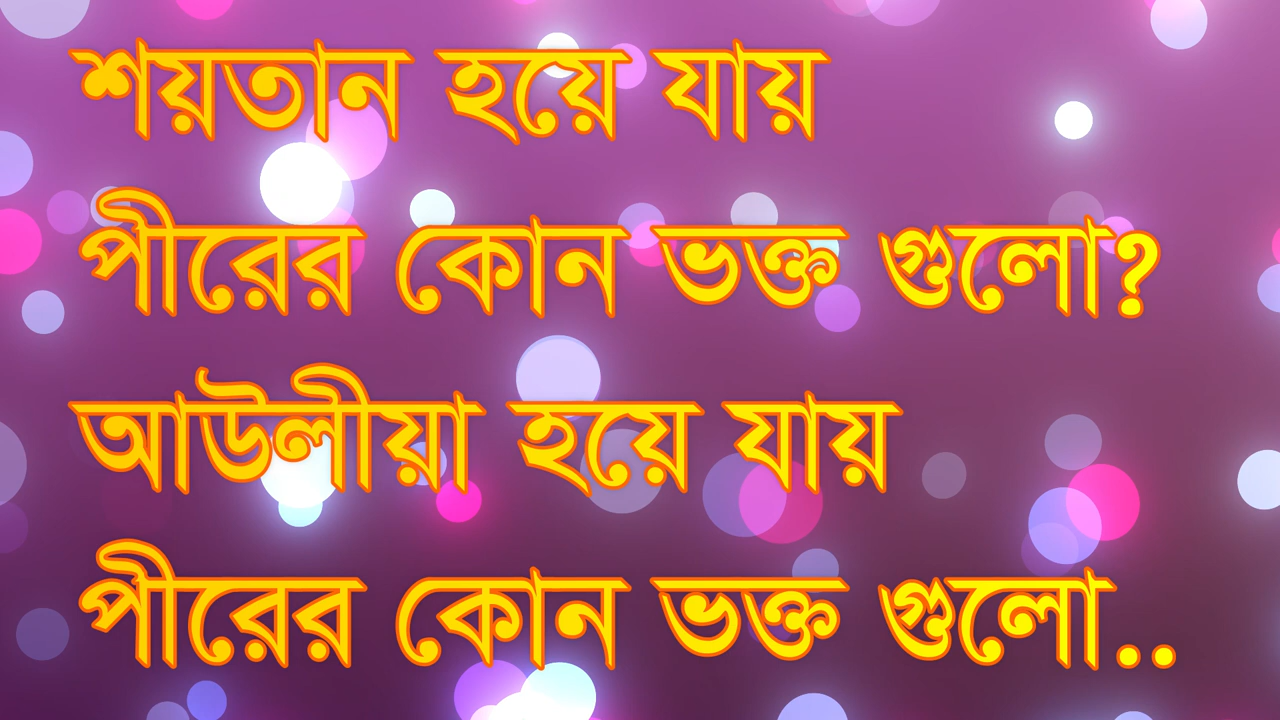 শয়তান হয়ে যায়
পীরের কোন ভক্ত গুলো?
আউলীয়া হয়ে যায়
পীরের কোন ভক্ত গুলো..